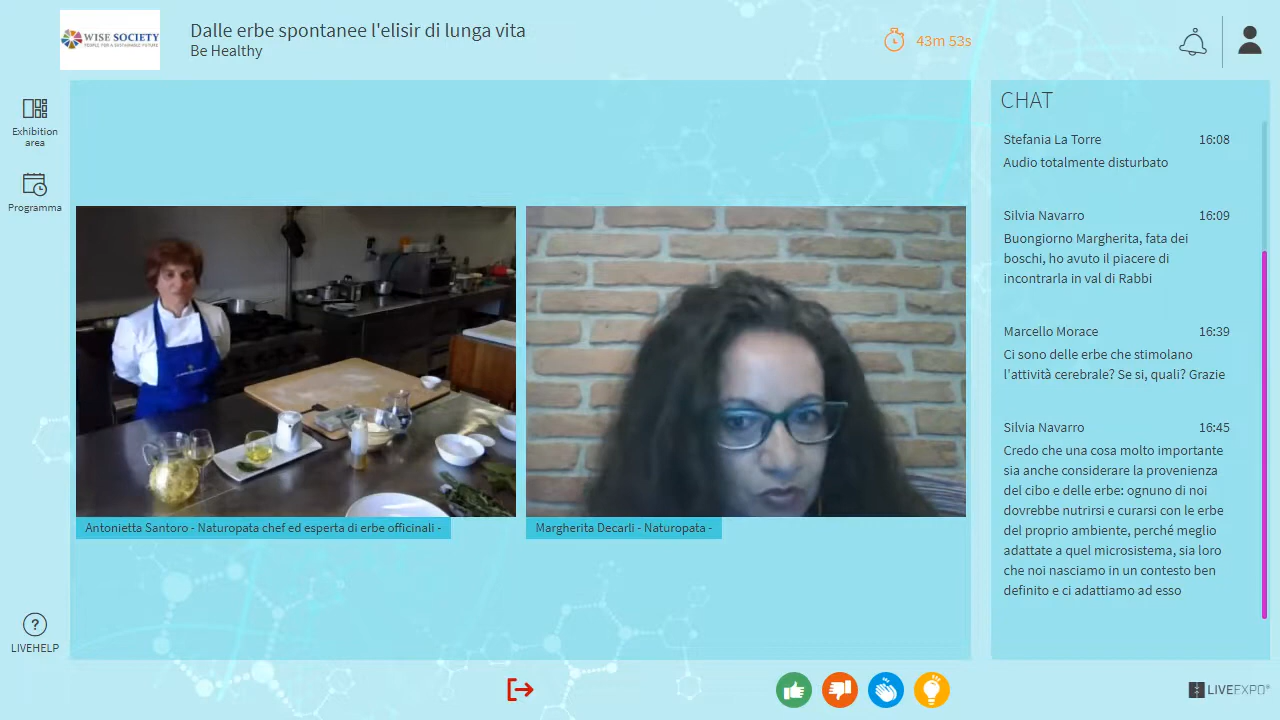 WISE SOCIETY
PEOPLE FOR A SUSTAINABLE FUTURE
Dalle erbe spontanee l'elisir di lunga vita
Be Healthy
43m 53s
Exhibition
area
Programma
LIVEHELP
Antonietta Santoro - Naturopata chef ed esperta di erbe officinali -
Margherita Decarli - Naturopata -
CHAT
Stefania La Torre 16:08
Audio totalmente disturbato
Silvia Navarro 16:09
Buongiorno Margherita, fata dei
boschi, ho avuto il piacere di
incontrarla in val di Rabbi
Marcello Morace 16:39
Ci sono delle erbe che stimolano
l'attività cerebrale? Se si, quali? Grazie
Silvia Navarro 16:45
Credo che una cosa molto importante
sia anche considerare la provenienza
del cibo e delle erbe: ognuno di noi
dovrebbe nutrirsi e curarsi con le erbe
del proprio ambiente, perché meglio
adattate a quel microsistema, sia loro
che noi nasciamo in un contesto ben
definito e ci adattiamo ad esso
LIVEEXPO®